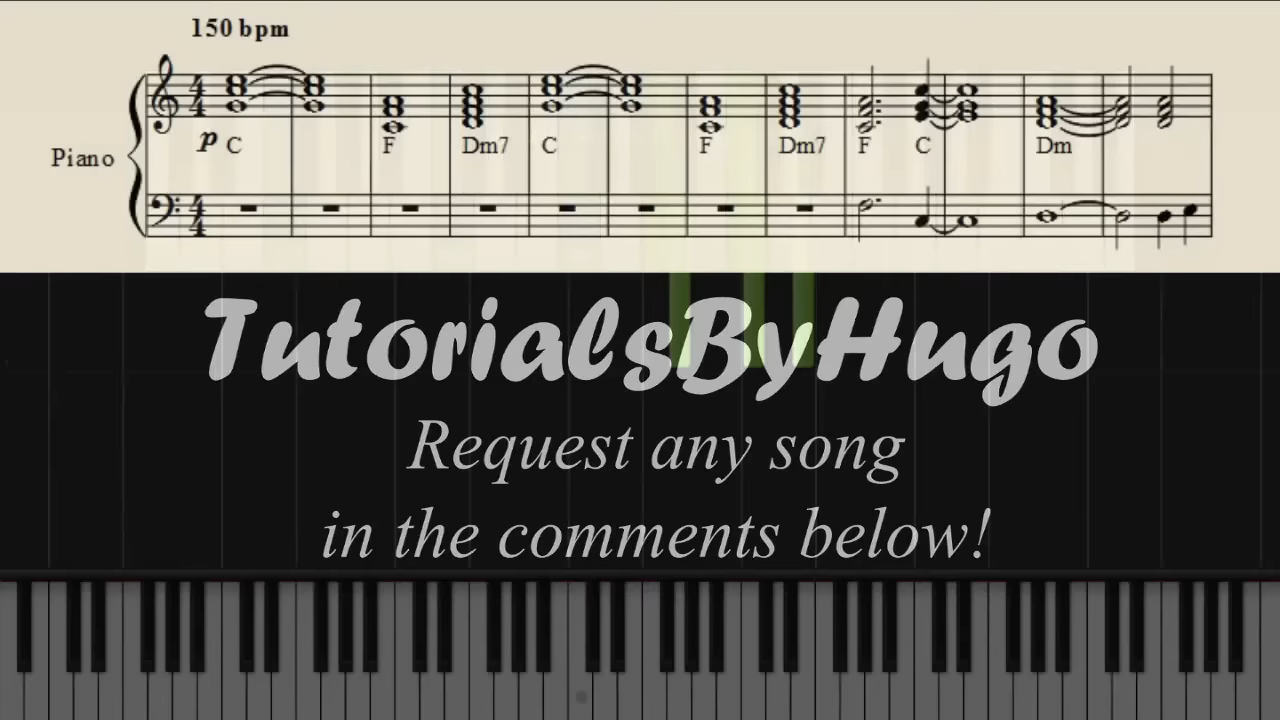 150 bpm
Piano
p C F Dm7 C F Dm7 F C Dm
TutorialsByHugo
Request any song
in the comments below!